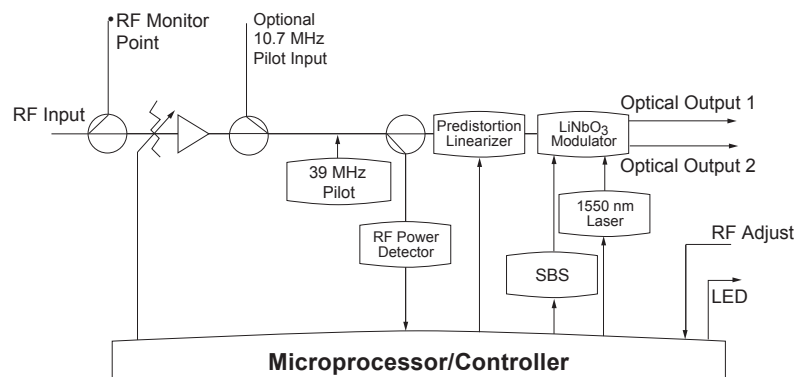 RF Monitor
Point
Optional
10.7 MHz
Pilot Input
RF Input
39 MHz
Pilot
RF Power
Detector
Predistortion
Linearizer
LiNbO3
Modulator
Optical Output 1
Optical Output 2
1550 nm
Laser
SBS
RF Adjust
LED
Microprocessor/Controller